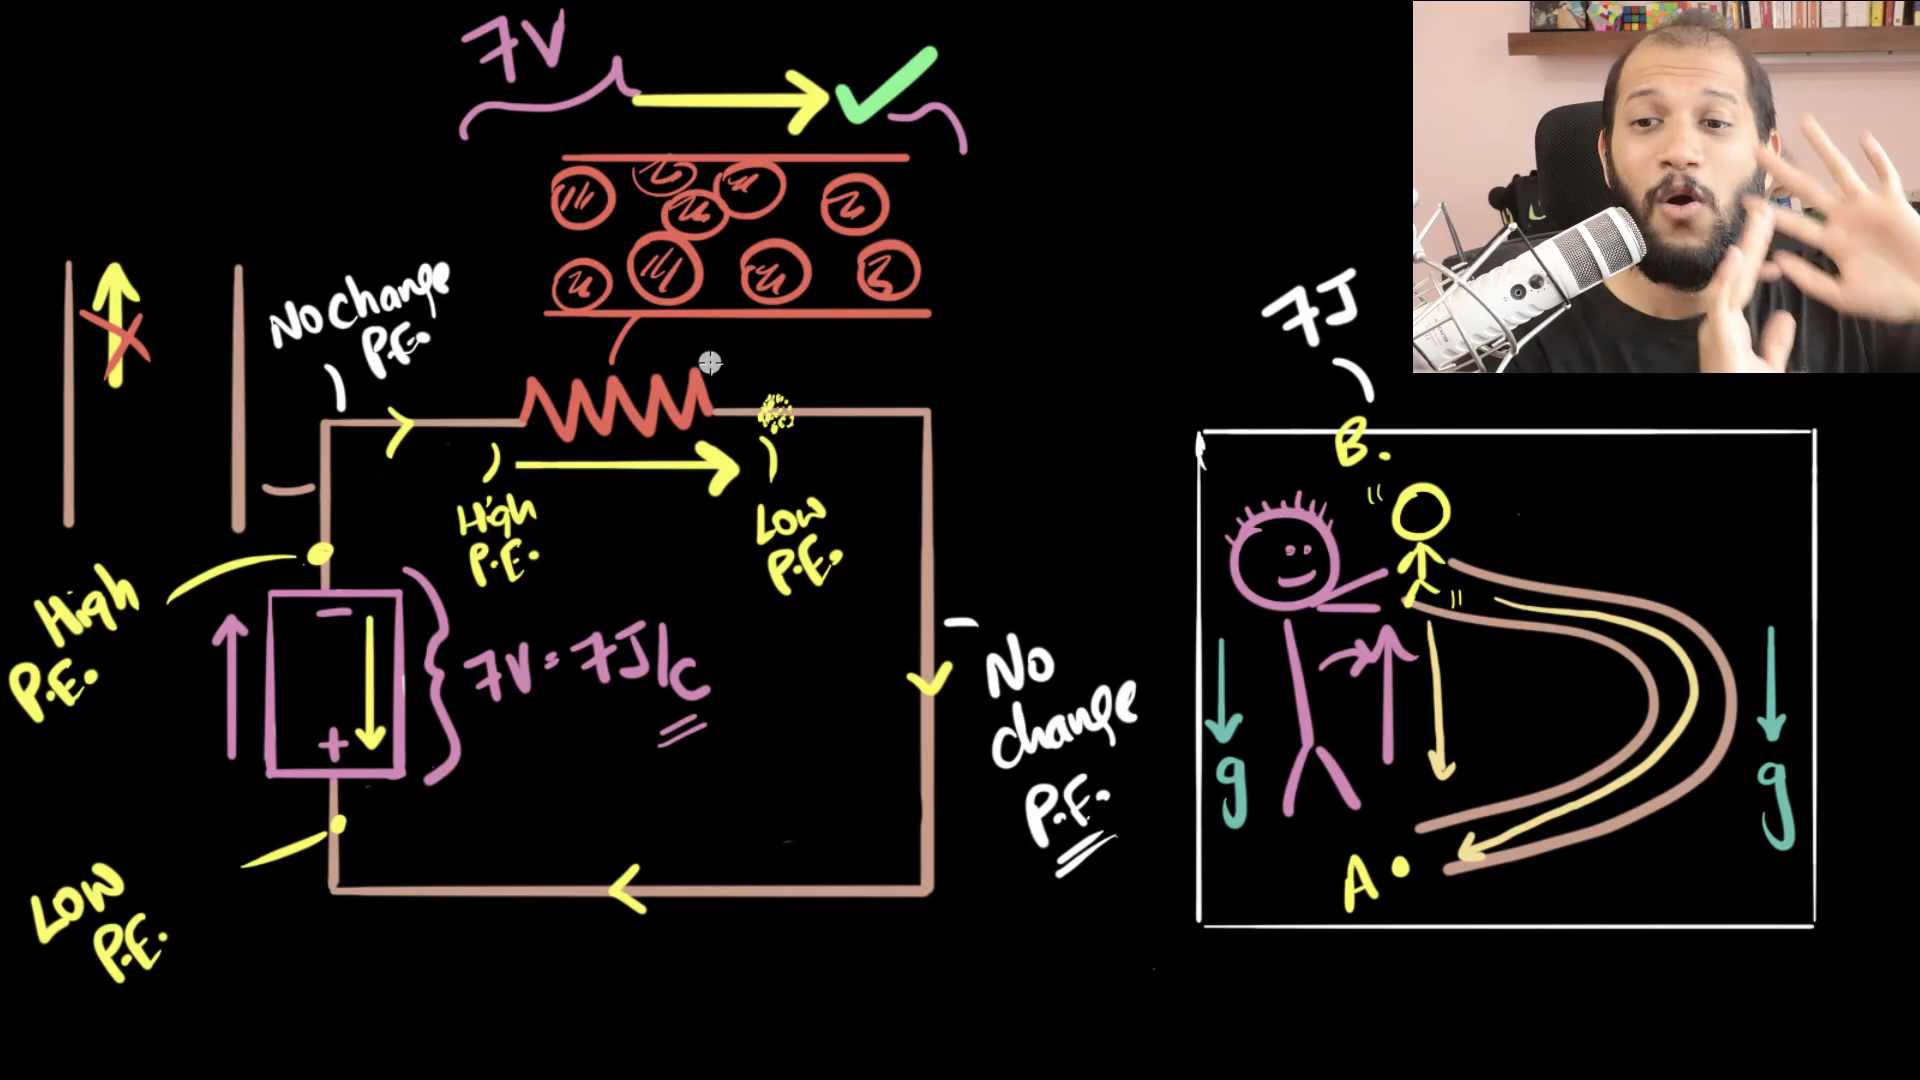 7V
No change
P.E.
High
P.E.
Low
P.E.
High
P.E.
Low
P.E.
−
+
7V = 7J/C
No
change
P.E.
7J
B.
g
g
A